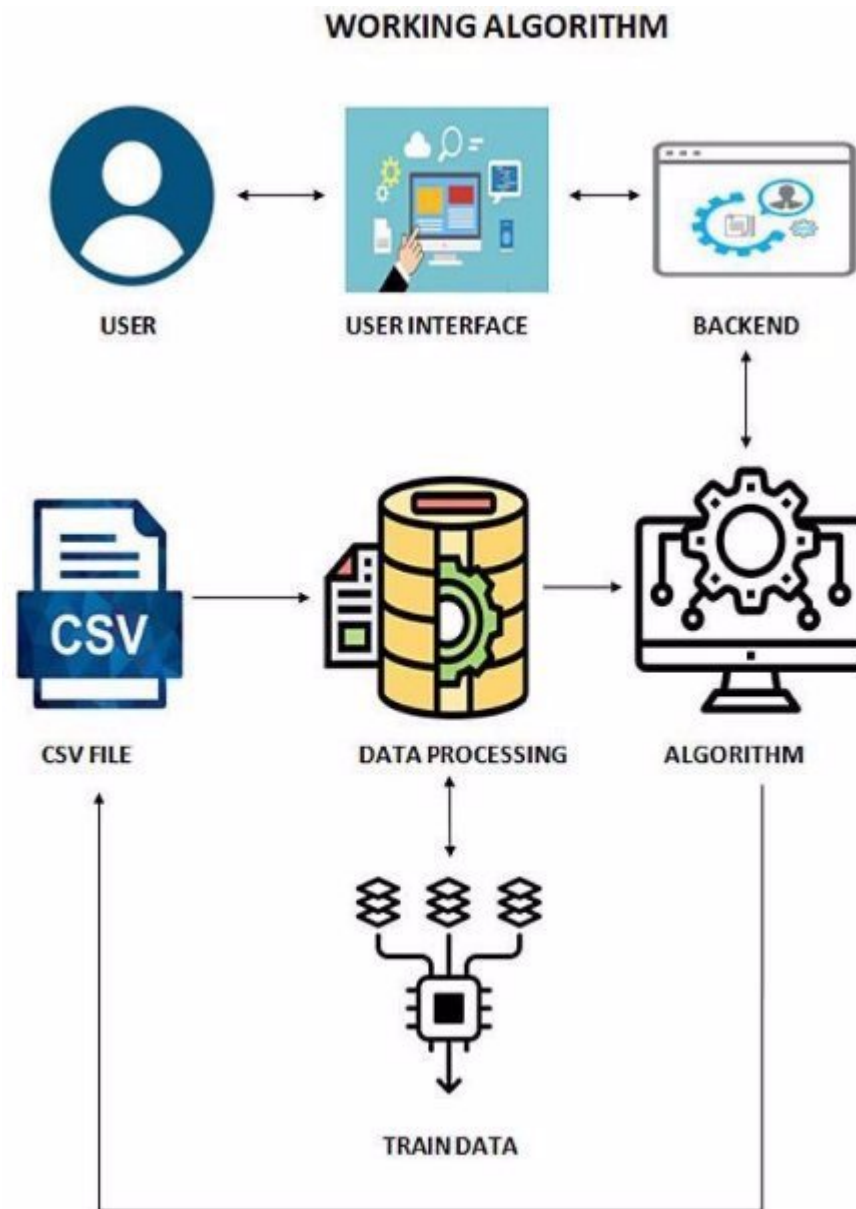 WORKING ALGORITHM
USER
USER INTERFACE
BACKEND
CSV
CSV FILE
DATA PROCESSING
ALGORITHM
TRAIN DATA